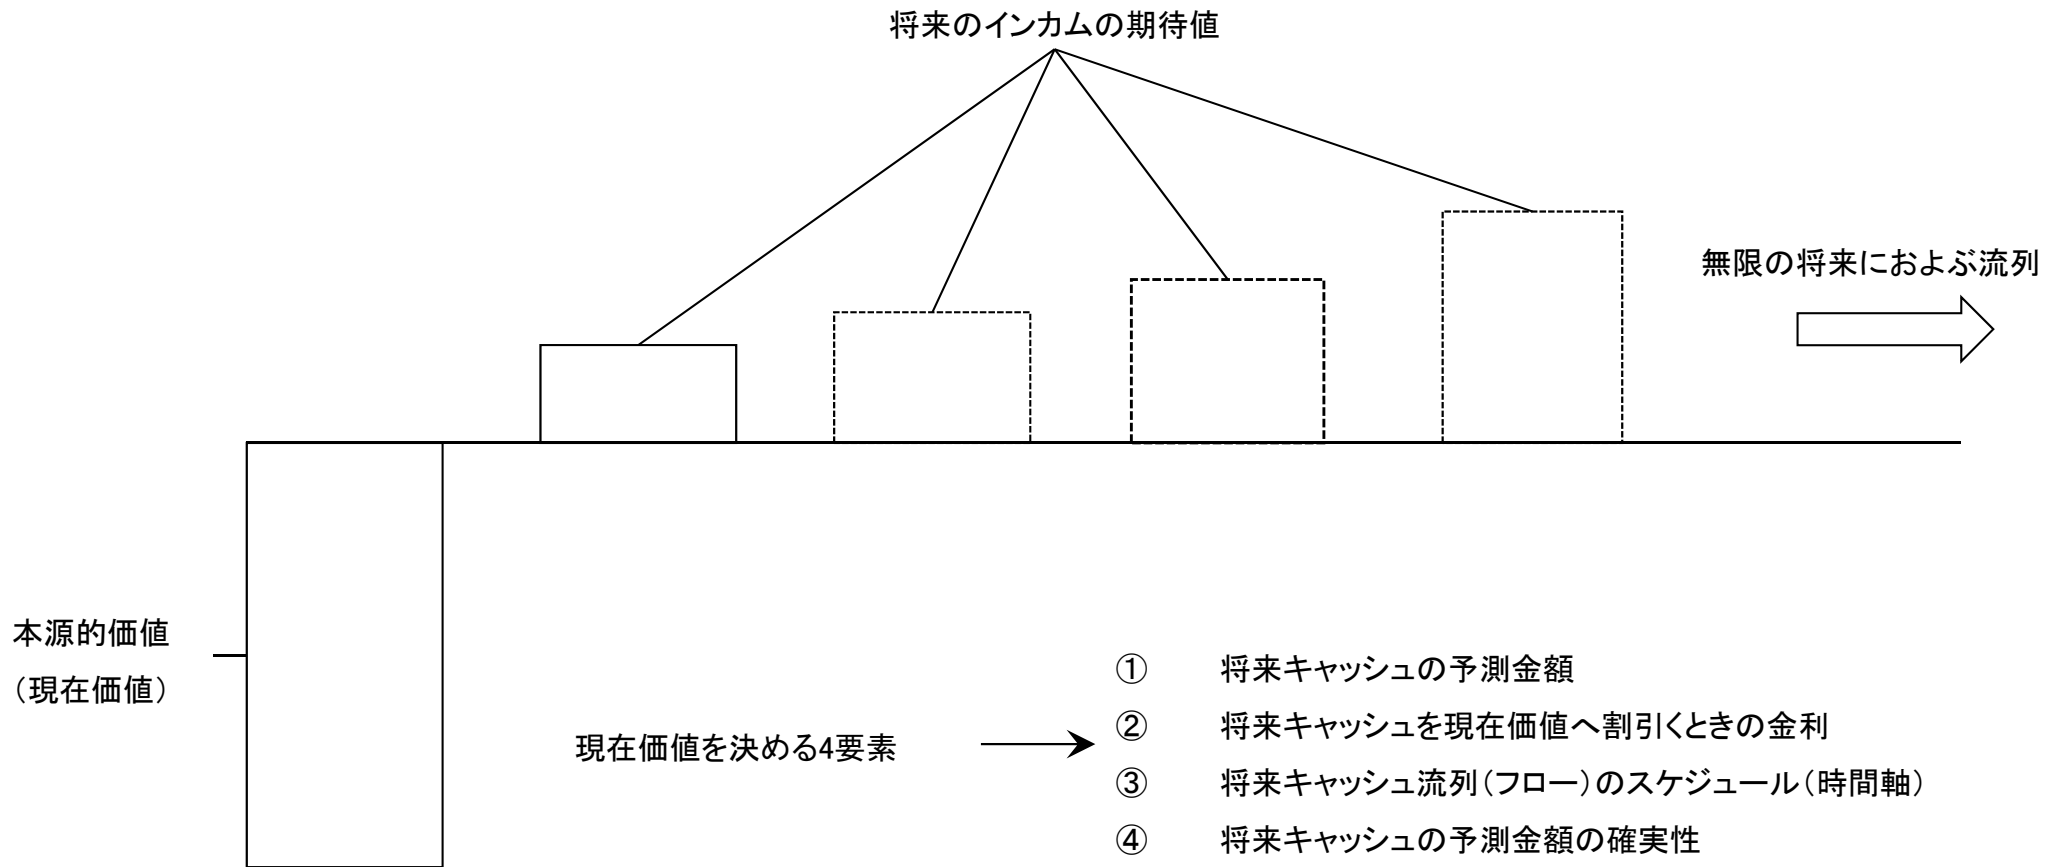 将来のインカムの期待値
無限の将来におよぶ流列
本源的価値
（現在価値）
現在価値を決める4要素
① 将来キャッシュの予測金額
② 将来キャッシュを現在価値へ割引くときの金利
③ 将来キャッシュ流列（フロー）のスケジュール（時間軸）
④ 将来キャッシュの予測金額の確実性